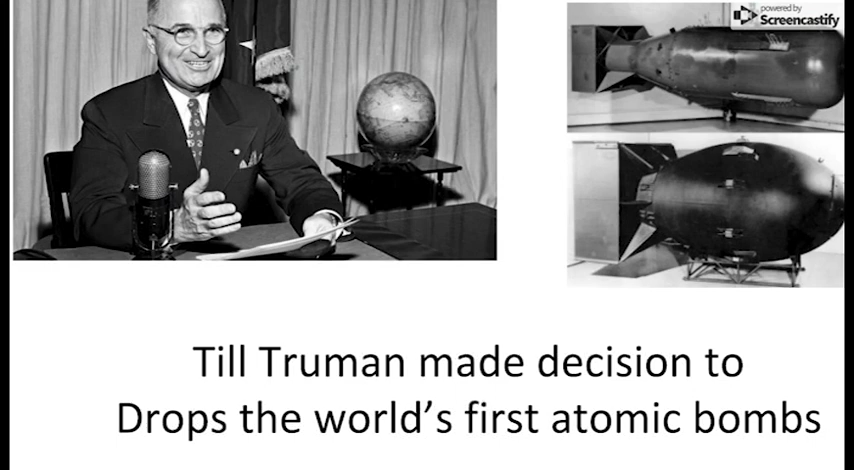 powered by
Screencastify
Till Truman made decision to
Drops the world's first atomic bombs